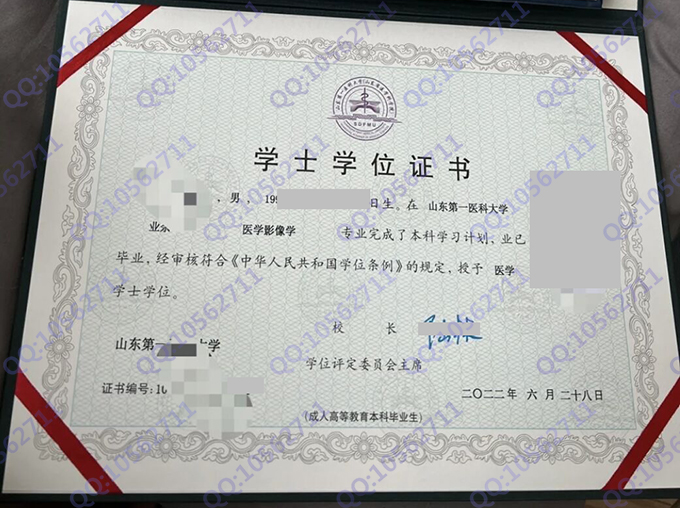 SDFMU
学士学位证书
，男，199 日生。在 山东第一医科大学
业余 医学影像学 专业完成了本科学习计划，业已
毕业，经审核符合《中华人民共和国学位条例》的规定，授予 医学
学士学位。
校 长
山东第一 大学
学位评定委员会主席
证书编号:10
二〇二二年 六 月 二十八日
(成人高等教育本科毕业生)
QQ:10562711